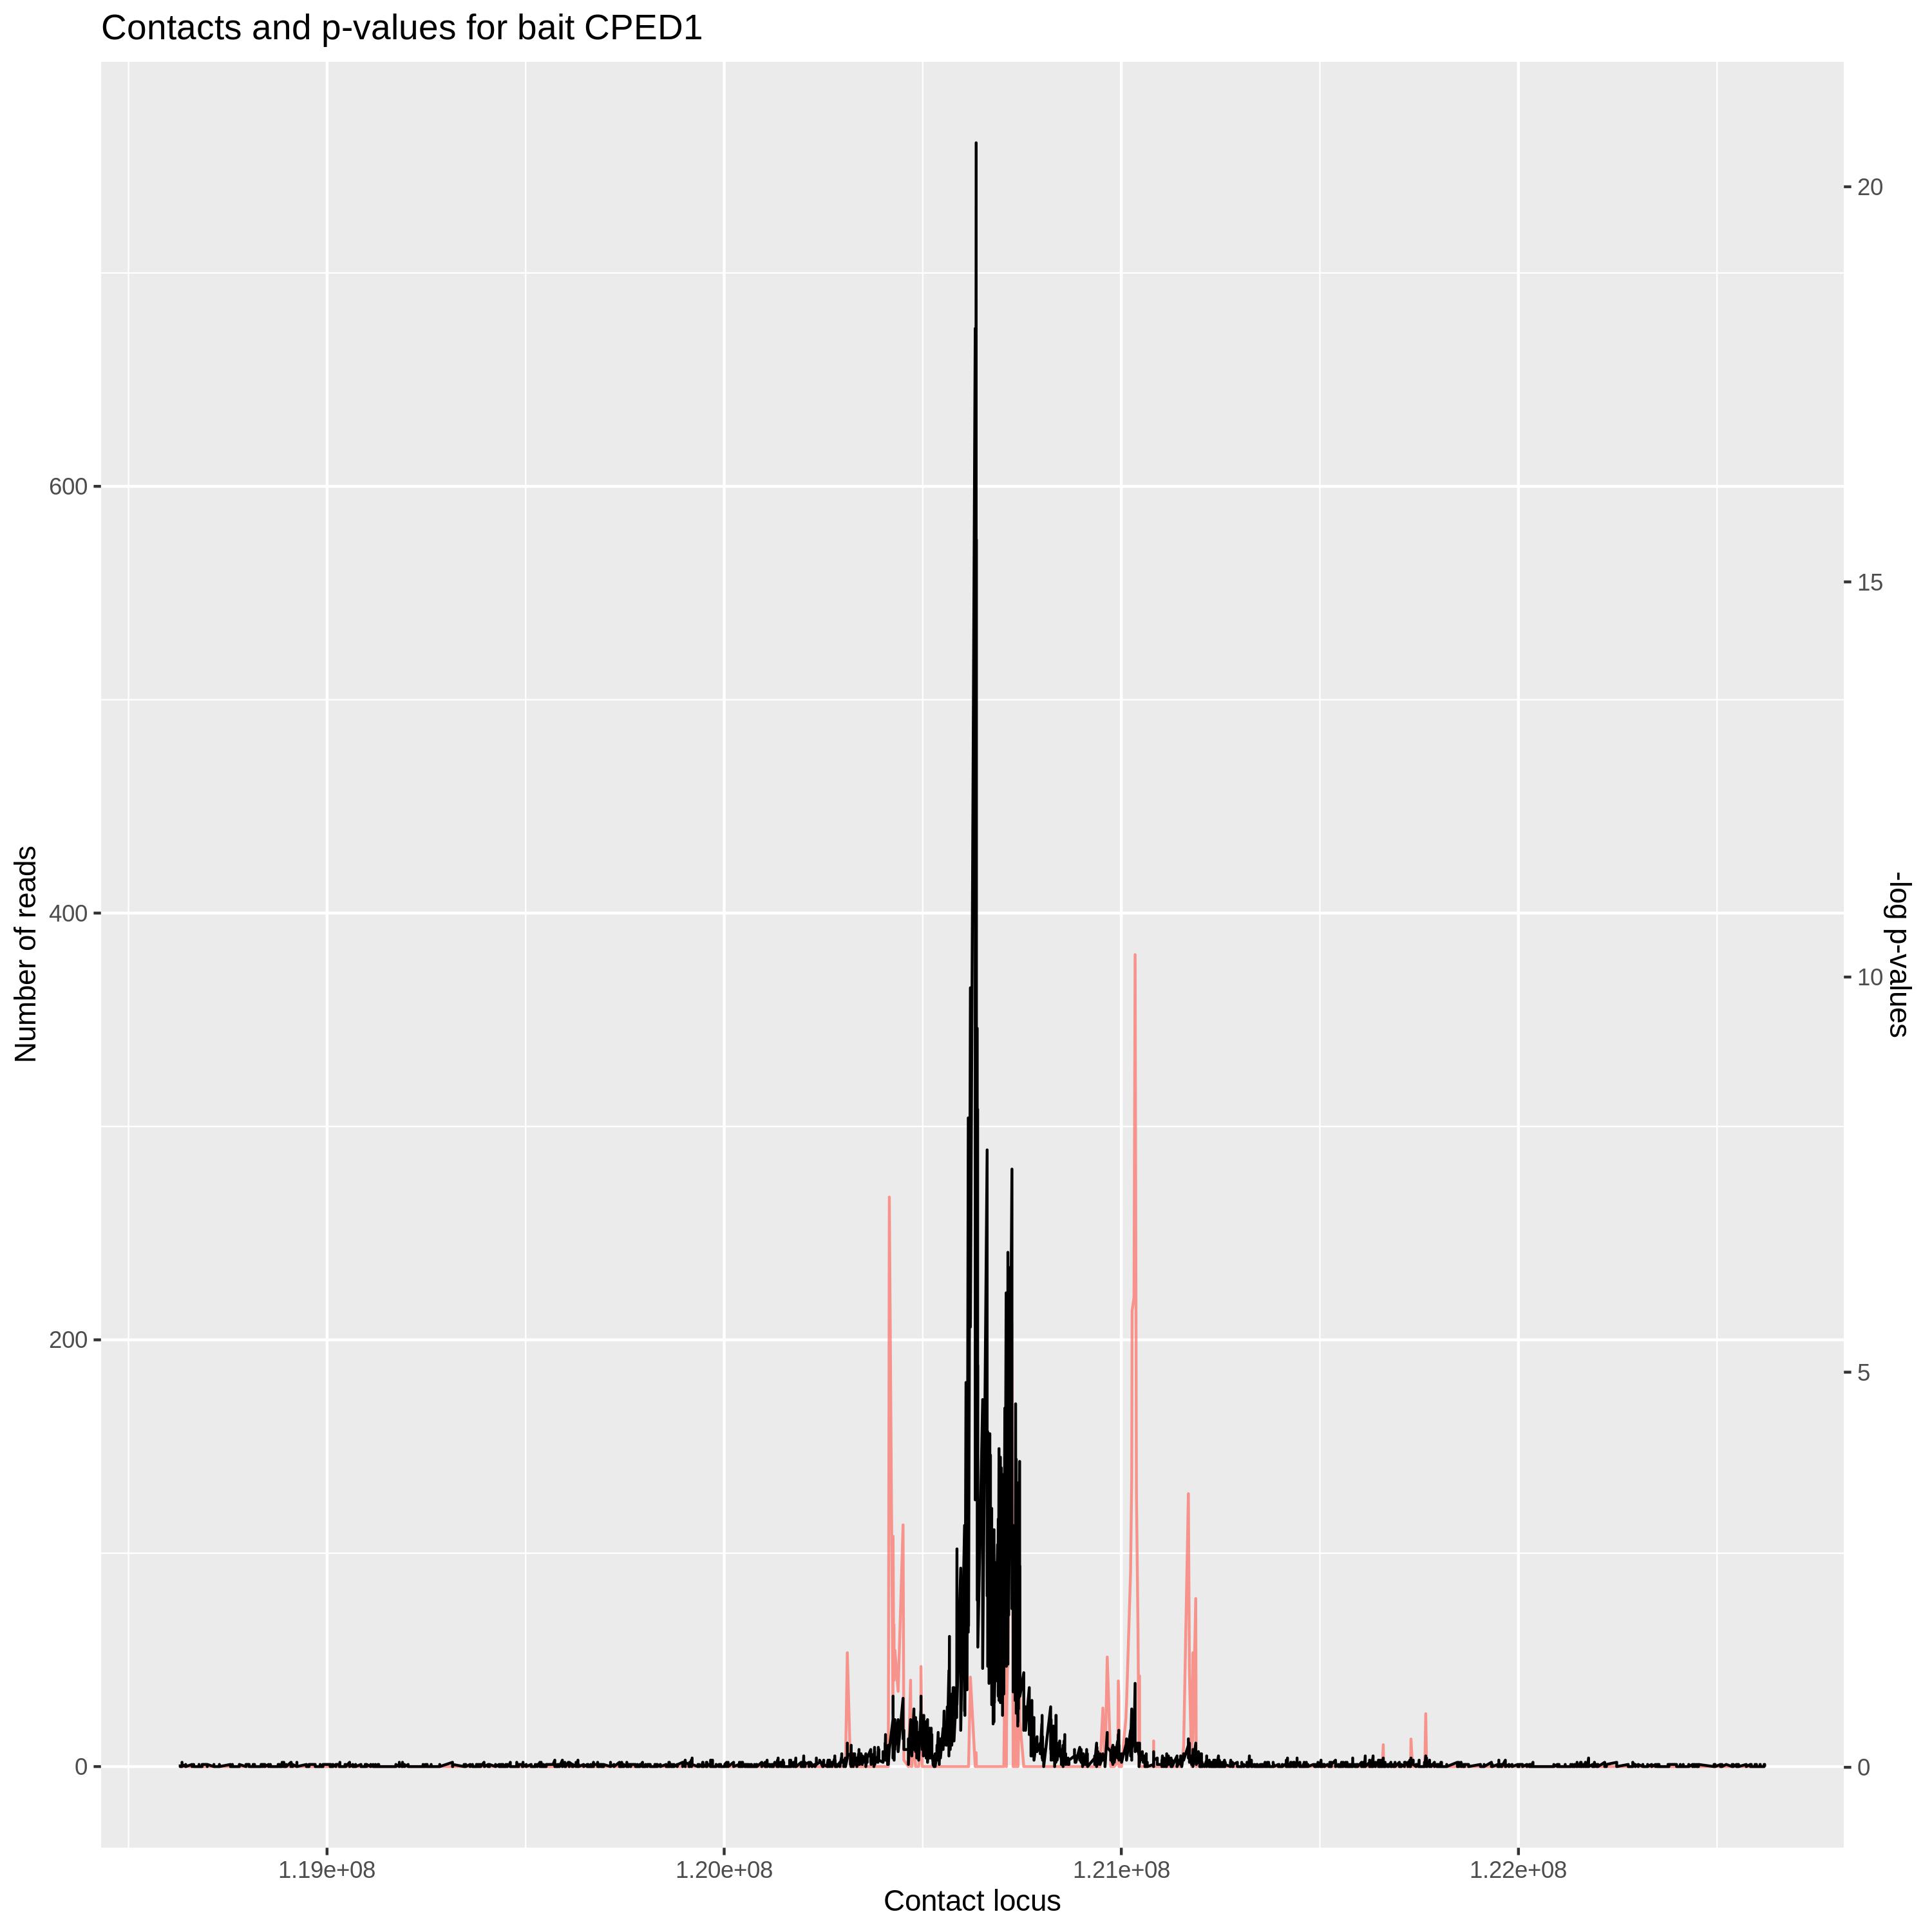 Contacts and p-values for bait CPED1
600
400
200
0
Number of reads
20
15
10
5
0
-log p-values
1.19e+08
1.20e+08
1.21e+08
1.22e+08
Contact locus